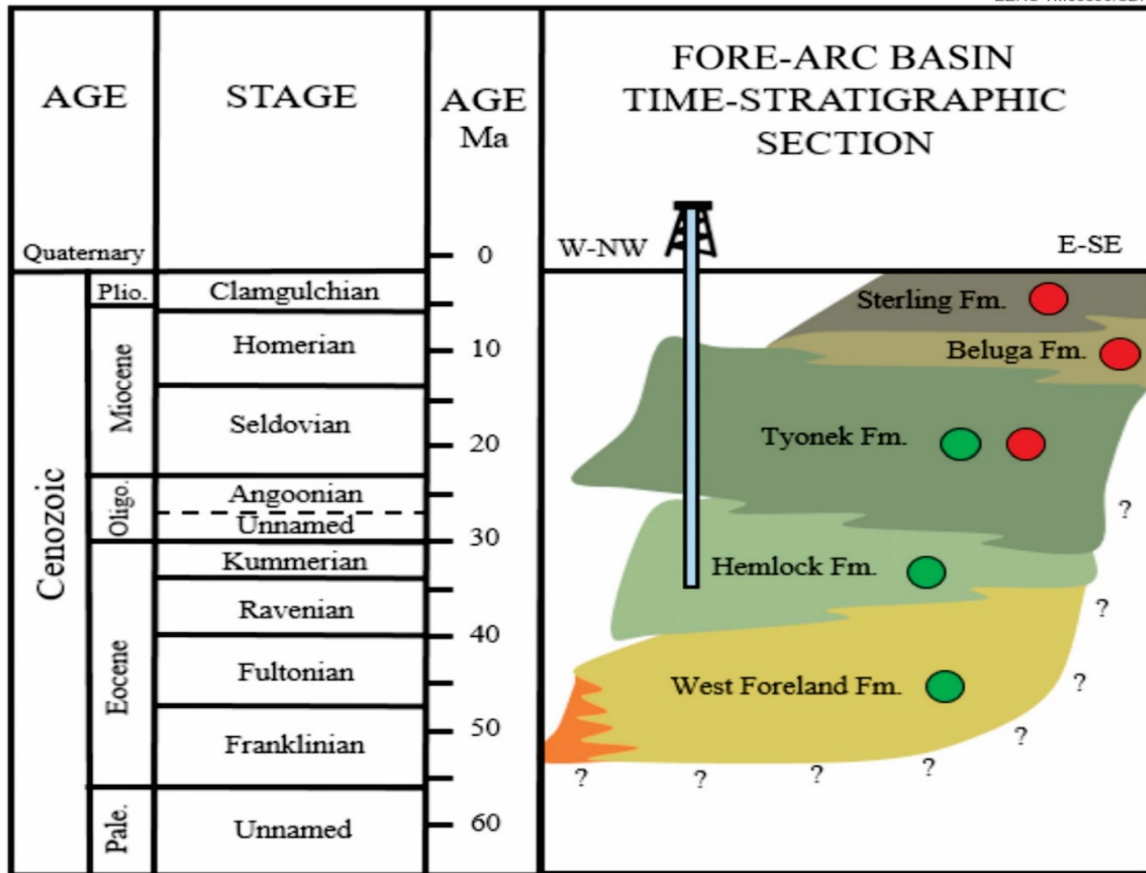 AGE
STAGE
AGE
Ma
FORE-ARC BASIN
TIME-STRATIGRAPHIC
SECTION
Quaternary
0
W-NW
E-SE
Cenozoic
Plio.
Miocene
Oligo.
Eocene
Pale.
Clamgulchian
Homerian
Seldovian
Angoonian
Unnamed
Kummerian
Ravenian
Fultonian
Franklinian
Unnamed
10
20
30
40
50
60
Sterling Fm.
Beluga Fm.
Tyonek Fm.
?
Hemlock Fm.
?
West Foreland Fm.
?
?
?
?
?
?